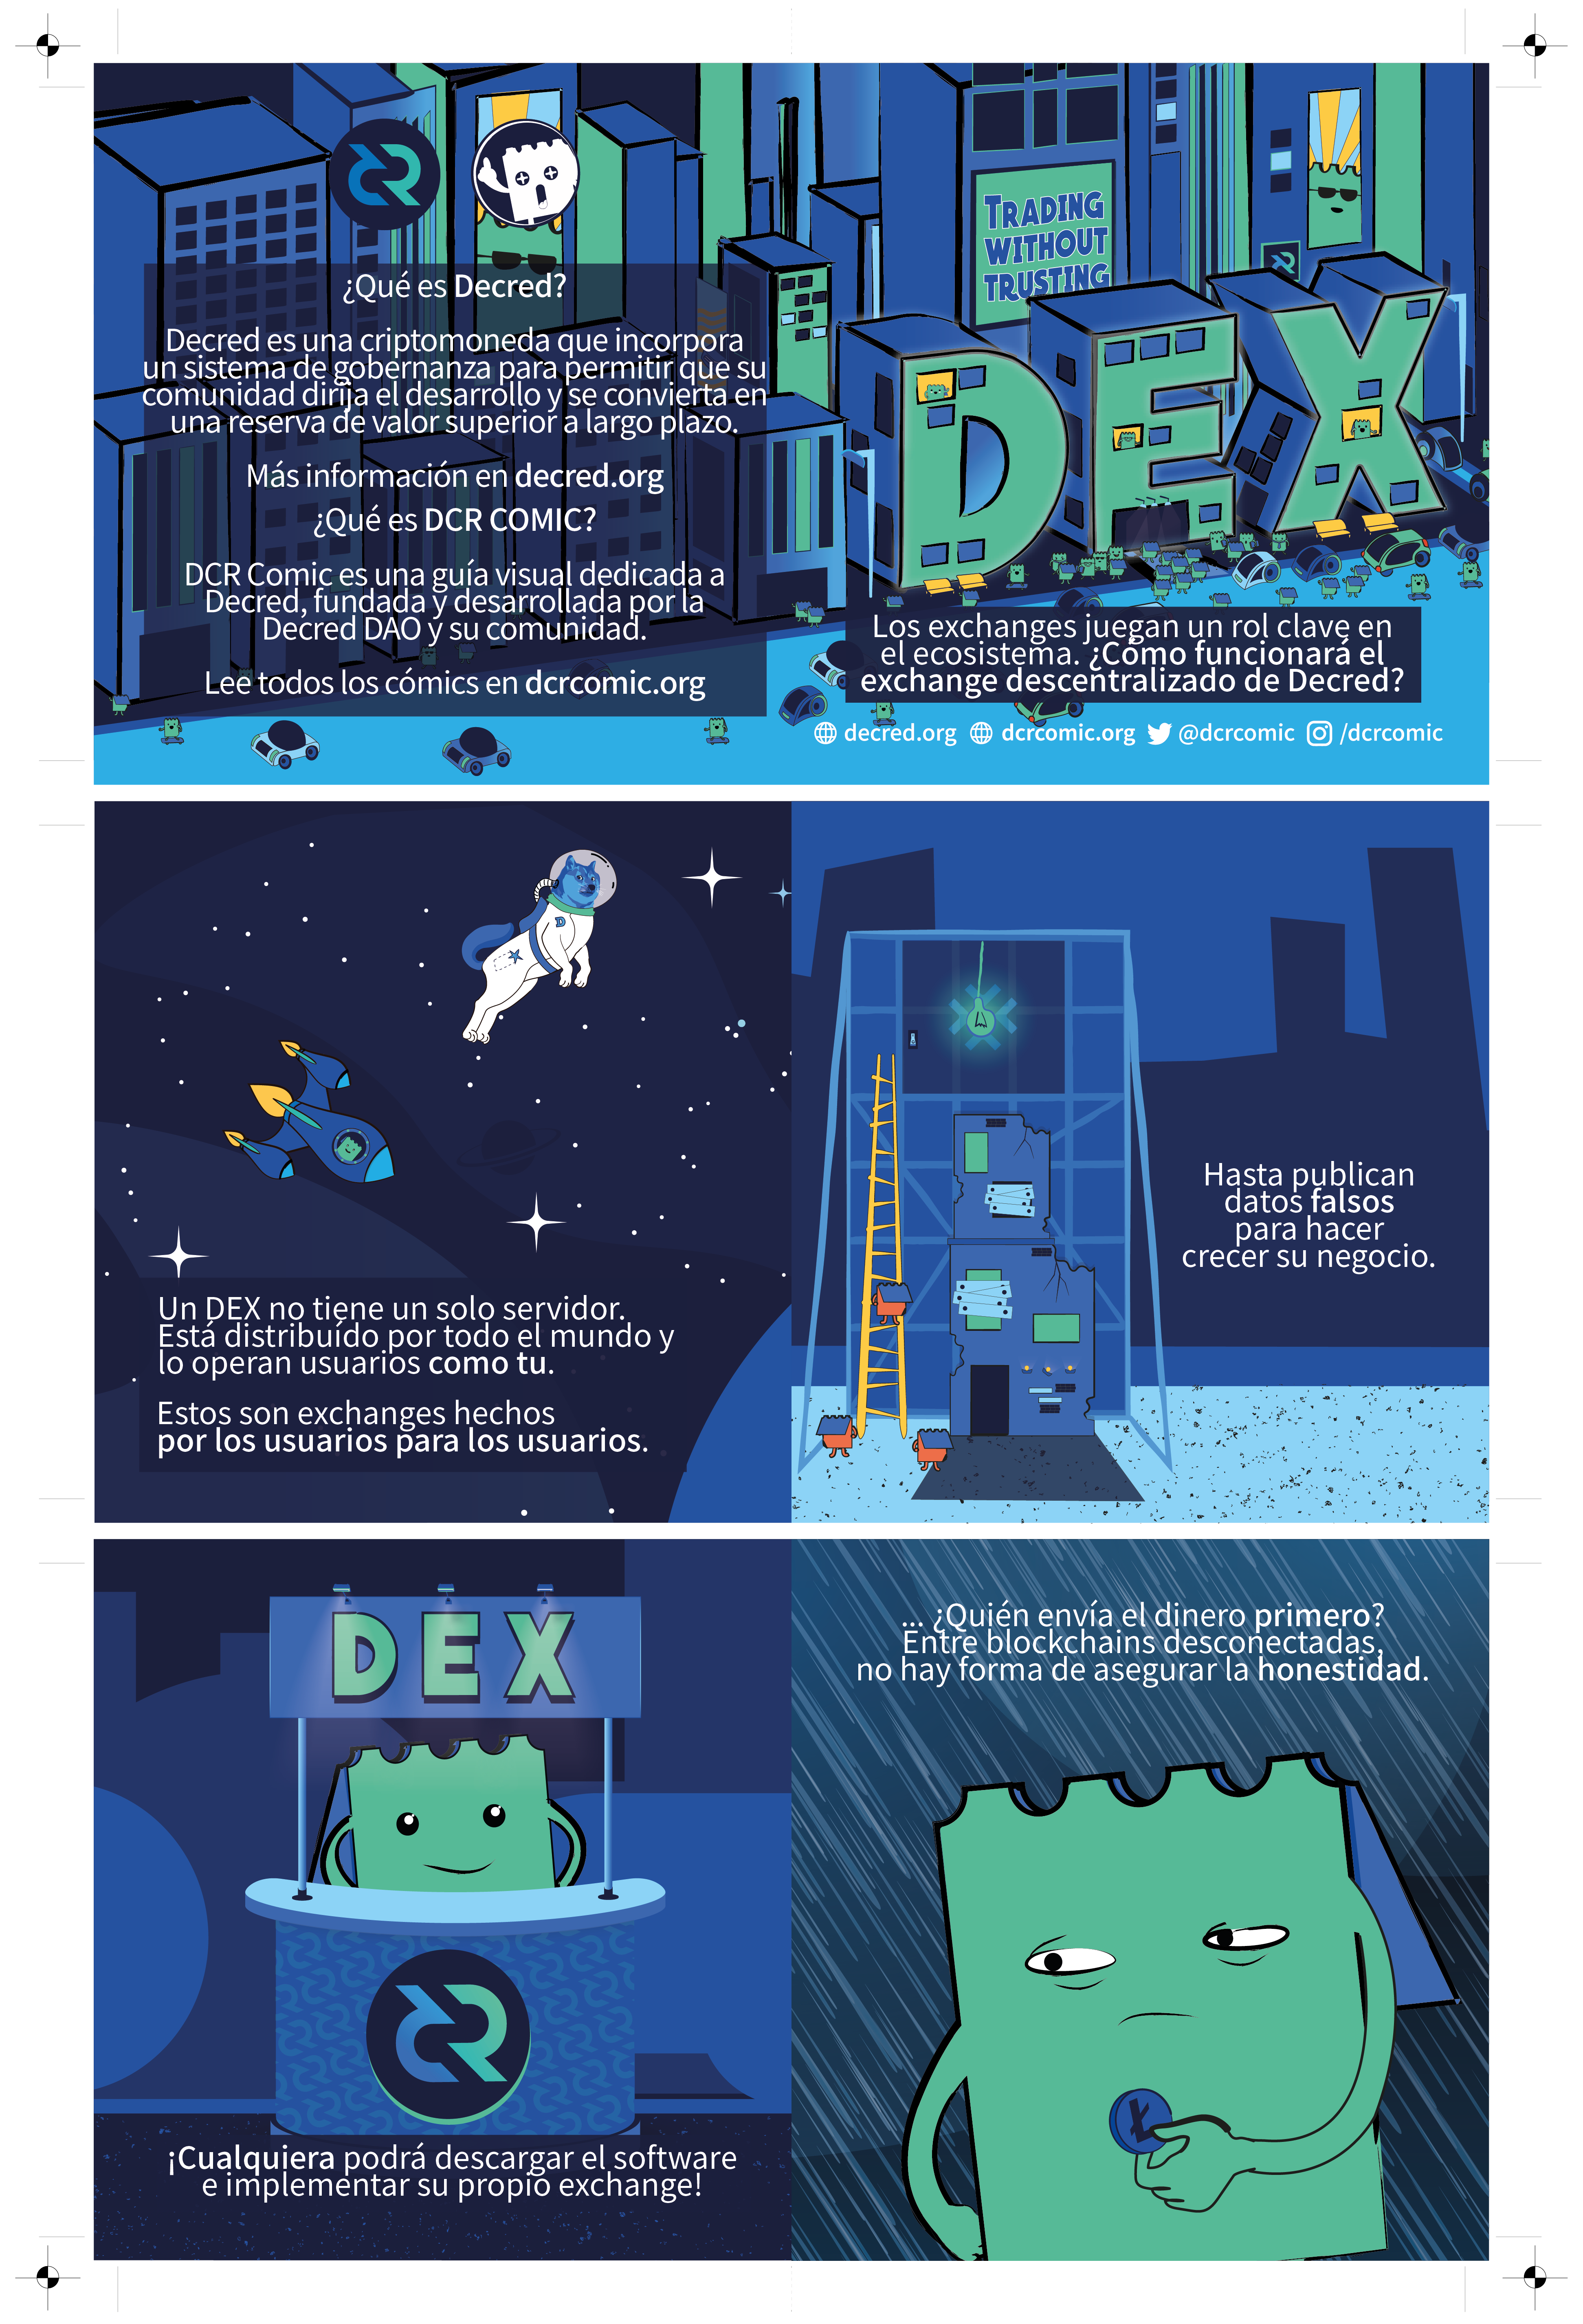 ¿Qué es Decred?
Decred es una criptomoneda que incorpora
un sistema de gobernanza para permitir que su
comunidad dirija el desarrollo y se convierta en
una reserva de valor superior a largo plazo.
Más información en decred.org
¿Qué es DCR COMIC?
DCR Comic es una guía visual dedicada a
Decred, fundada y desarrollada por la
Decred DAO y su comunidad.
Lee todos los cómics en dcrcomic.org
TRADING
WITHOUT
TRUSTING
DEX
Los exchanges juegan un rol clave en
el ecosistema. ¿Cómo funcionará el
exchange descentralizado de Decred?
decred.org dcrcomic.org @dcrcomic /dcrcomic
D
Un DEX no tiene un solo servidor.
Está distribuído por todo el mundo y
lo operan usuarios como tu.
Estos son exchanges hechos
por los usuarios para los usuarios.
Hasta publican
datos falsos
para hacer
crecer su negocio.
DEX
¡Cualquiera podrá descargar el software
e implementar su propio exchange!
... ¿Quién envía el dinero primero?
Entre blockchains desconectadas,
no hay forma de asegurar la honestidad.